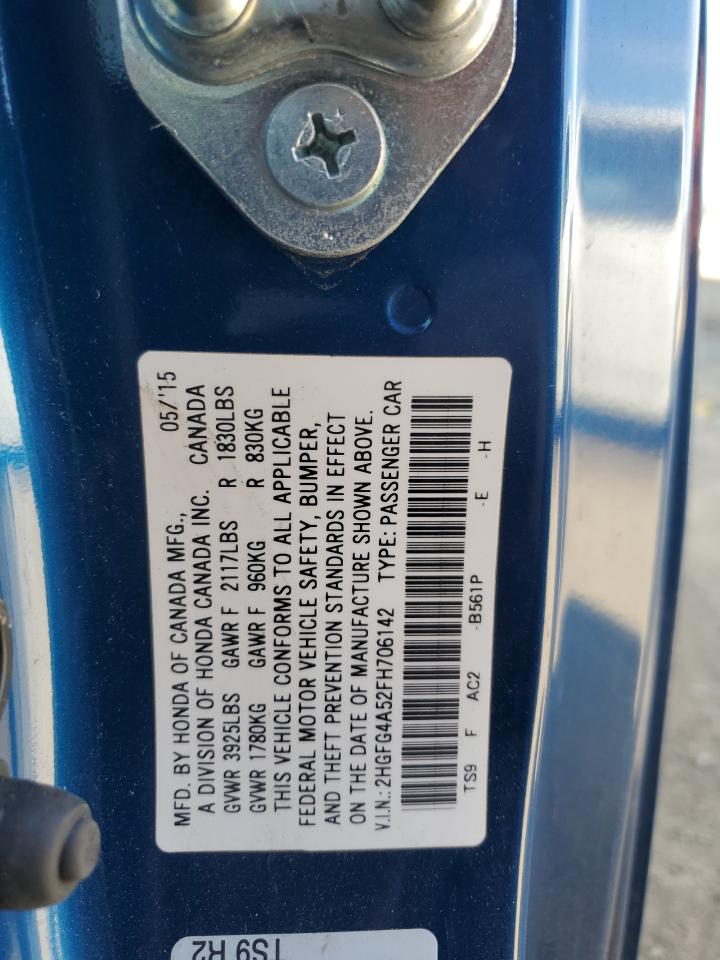 MFD. BY HONDA OF CANADA MFG., 05/'15
A DIVISION OF HONDA CANADA INC. CANADA
GVWR 3925LBS GAWR F 2117LBS R 1830LBS
GVWR 1780KG GAWR F 960KG R 830KG
THIS VEHICLE CONFORMS TO ALL APPLICABLE
FEDERAL MOTOR VEHICLE SAFETY, BUMPER,
AND THEFT PREVENTION STANDARDS IN EFFECT
ON THE DATE OF MANUFACTURE SHOWN ABOVE.
V.I.N.: 2HGFG4A52FH706142 TYPE: PASSENGER CAR
TS9 F AC2 -B561P -E -H
TS9 R2